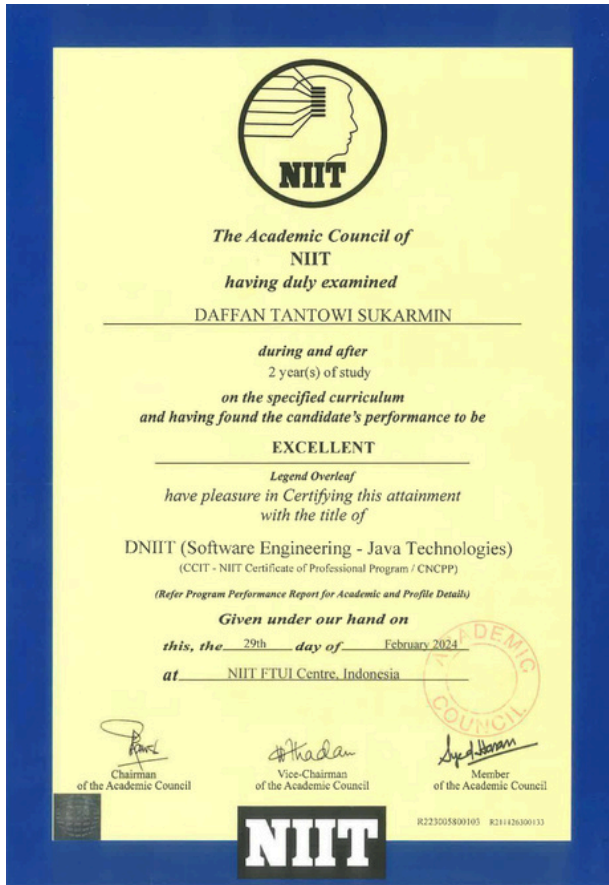 NIIT
The Academic Council of
NIIT
having duly examined
DAFFAN TANTOWI SUKARMIN
during and after
2 year(s) of study
on the specified curriculum
and having found the candidate's performance to be
EXCELLENT
Legend Overleaf
have pleasure in Certifying this attainment
with the title of
DNIIT (Software Engineering - Java Technologies)
(CCIT - NIIT Certificate of Professional Program / CNCPP)
(Refer Program Performance Report for Academic and Profile Details)
Given under our hand on
this, the 29th day of February 2024
at NIIT FTUI Centre, Indonesia
ACADEMIC
COUNCIL
Chairman
of the Academic Council
Vice-Chairman
of the Academic Council
Member
of the Academic Council
R223005800103
NIIT